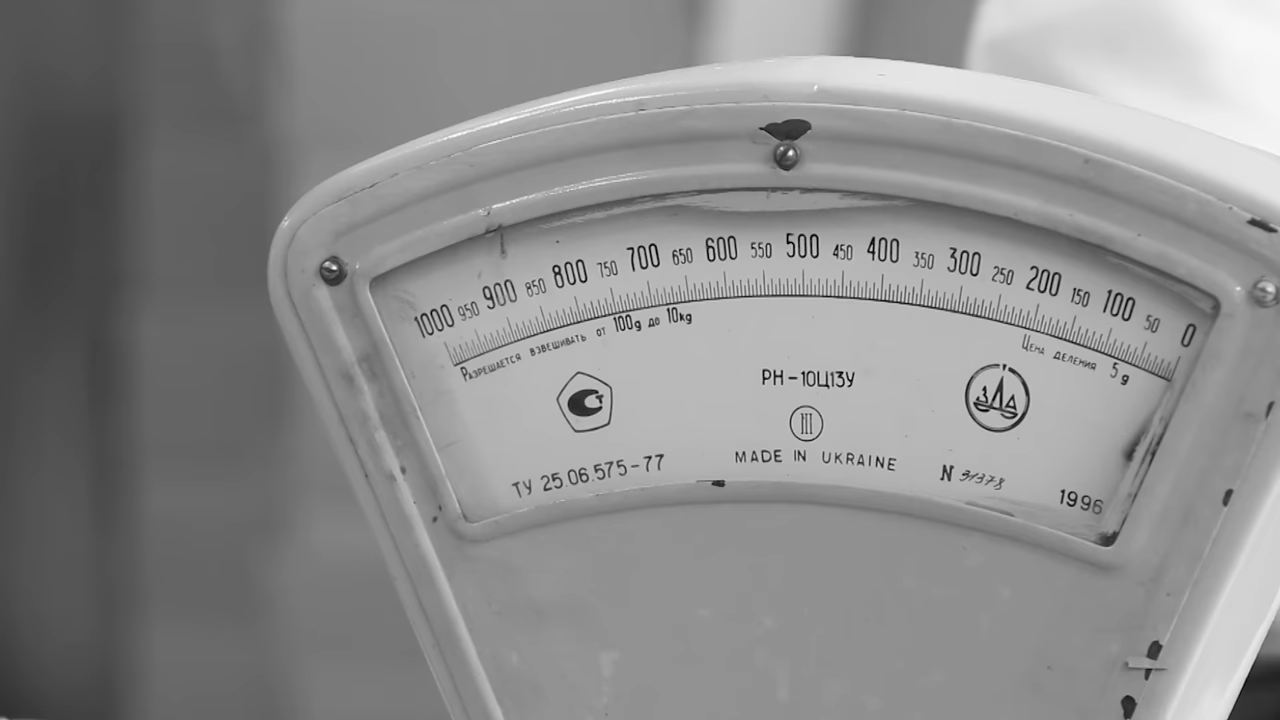 1000 950 900 850 800 750 700 650 600 550 500 450 400 350 300 250 200 150 100 50 0
Разрешается взвешивать от 100g до 10kg
Цена деления 5g
РН-10Ц13У
III
ЗДА
MADE IN UKRAINE
ТУ 25.06.575-77
N 31378
1996